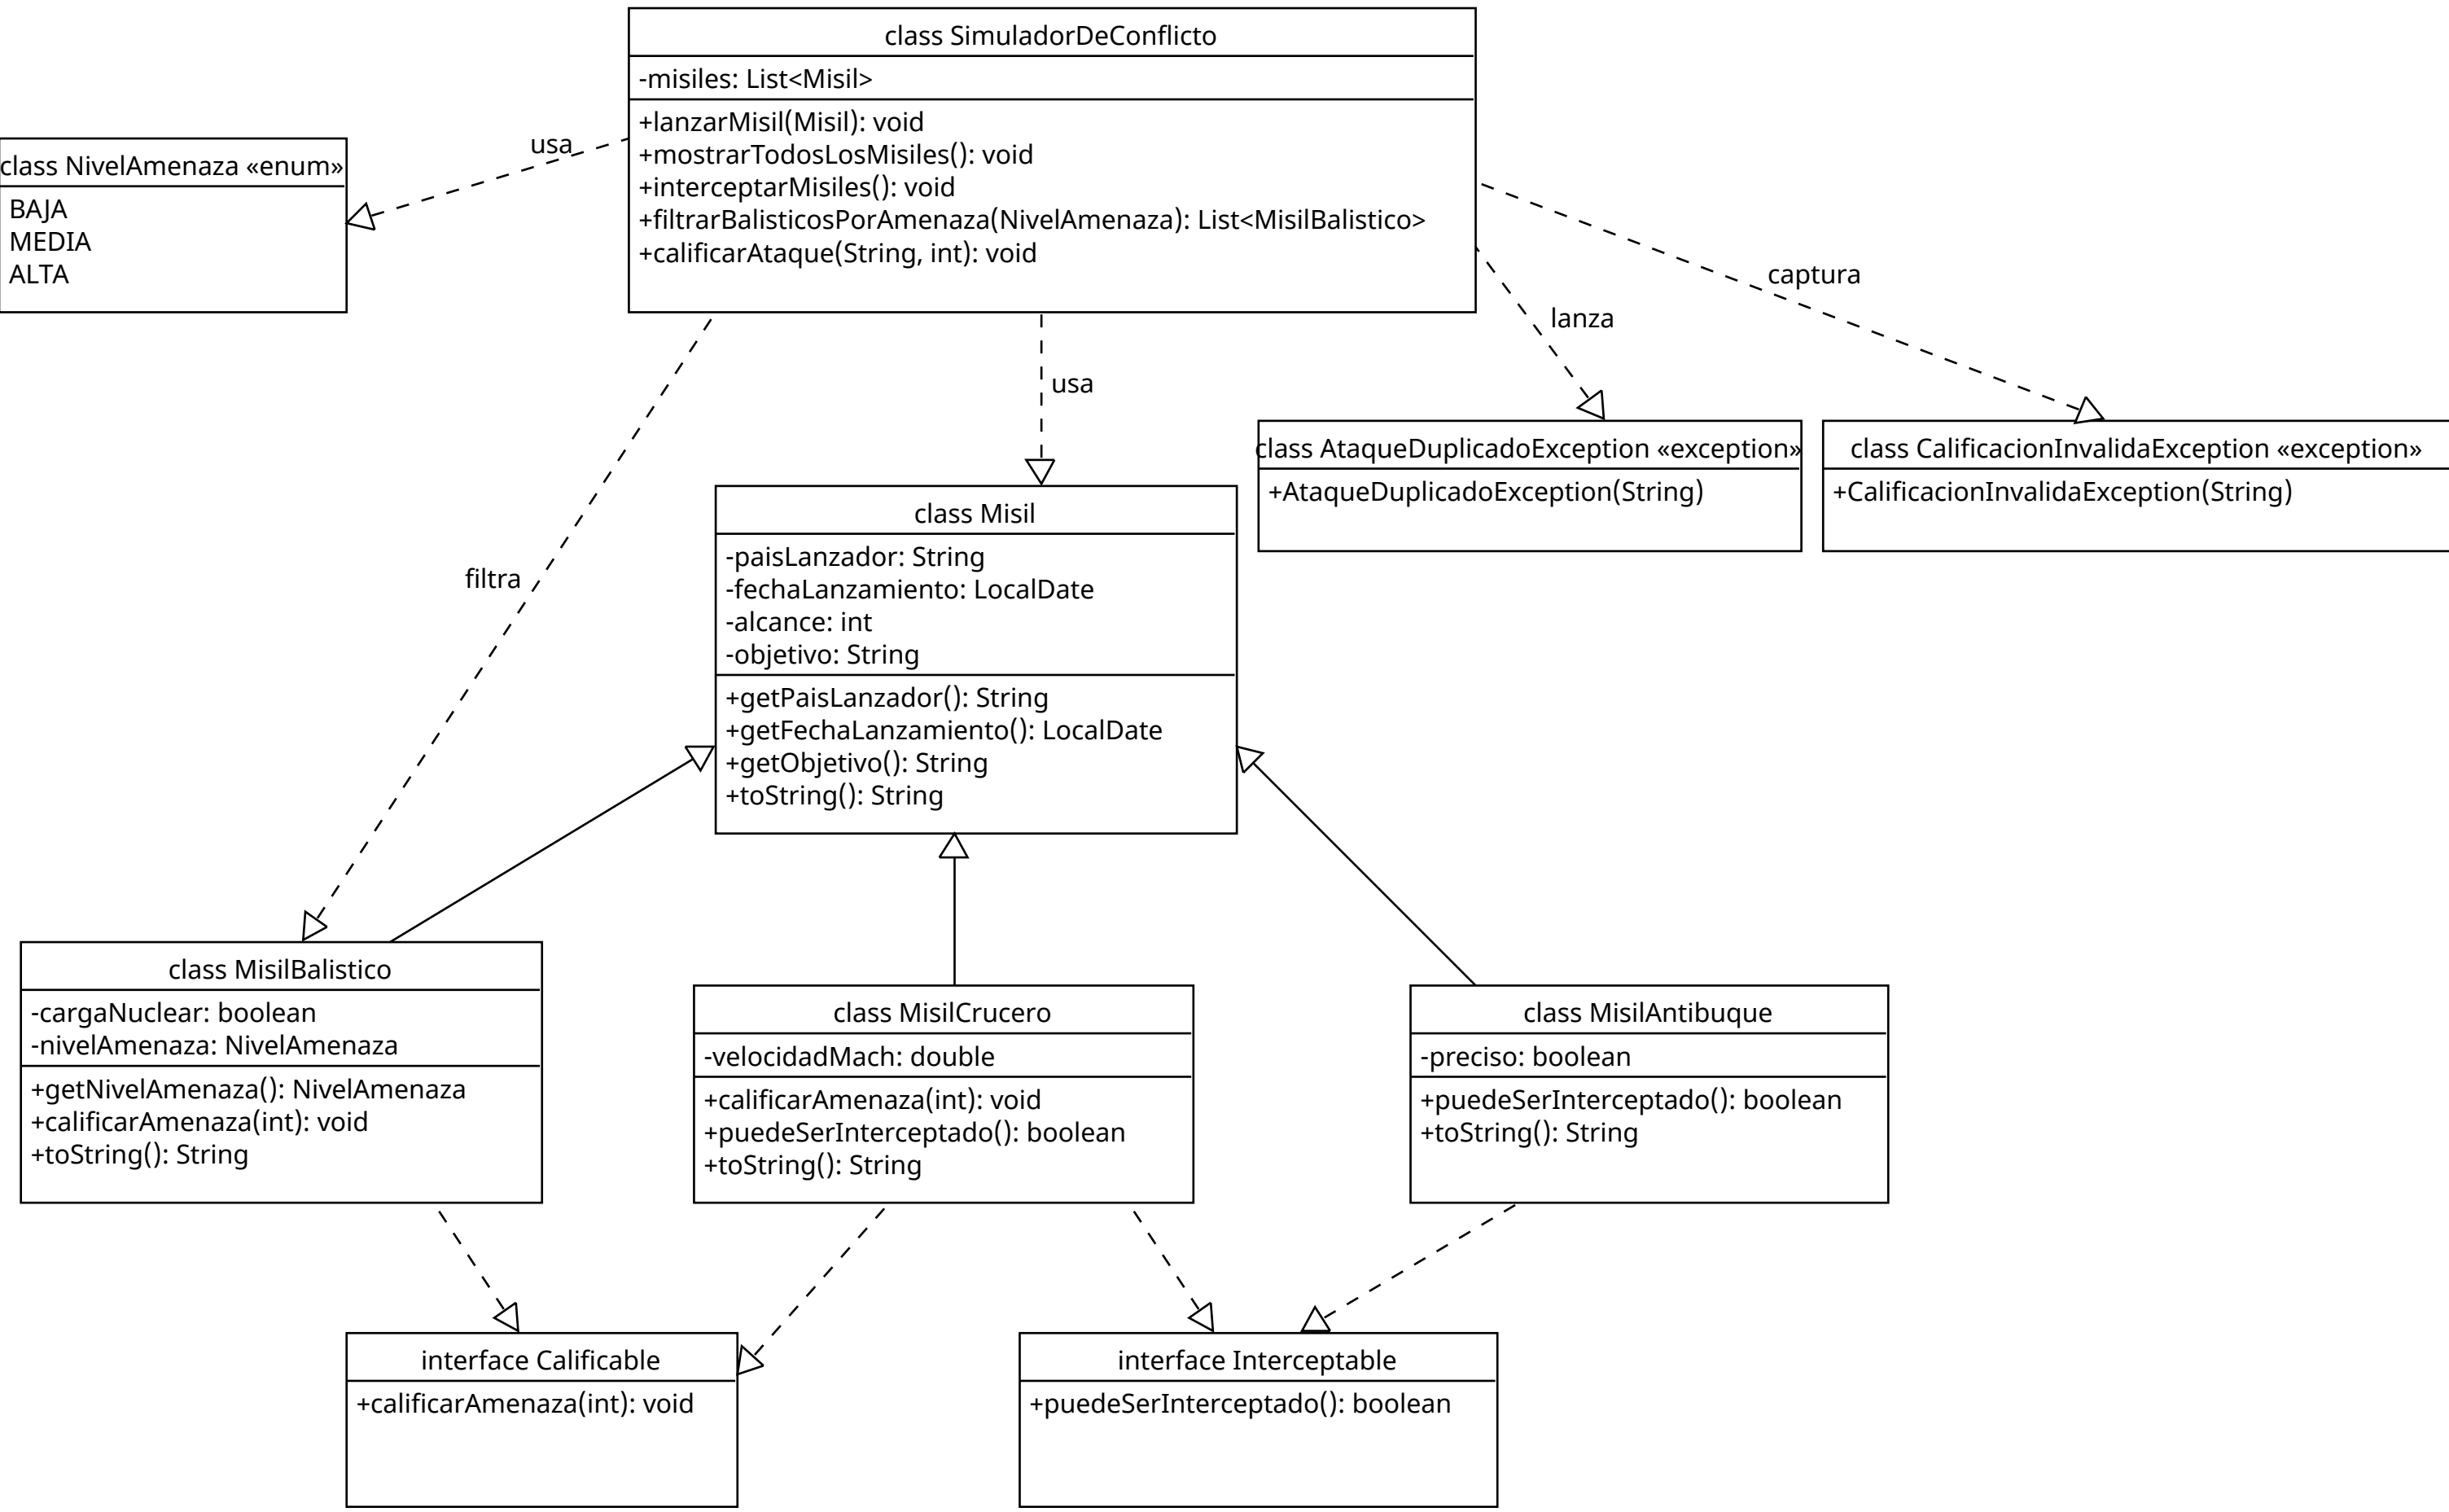 class SimuladorDeConflicto
-misiles: List<Misil>
+lanzarMisil(Misil): void
+mostrarTodosLosMisiles(): void
+interceptarMisiles(): void
+filtrarBalisticosPorAmenaza(NivelAmenaza): List<MisilBalistico>
+calificarAtaque(String, int): void
usa
class NivelAmenaza «enum»
BAJA
MEDIA
ALTA
captura
lanza
usa
class AtaqueDuplicadoException «exception»
+AtaqueDuplicadoException(String)
class CalificacionInvalidaException «exception»
+CalificacionInvalidaException(String)
filtra
class Misil
-paisLanzador: String
-fechaLanzamiento: LocalDate
-alcance: int
-objetivo: String
+getPaisLanzador(): String
+getFechaLanzamiento(): LocalDate
+getObjetivo(): String
+toString(): String
class MisilBalistico
-cargaNuclear: boolean
-nivelAmenaza: NivelAmenaza
+getNivelAmenaza(): NivelAmenaza
+calificarAmenaza(int): void
+toString(): String
class MisilCrucero
-velocidadMach: double
+calificarAmenaza(int): void
+puedeSerInterceptado(): boolean
+toString(): String
class MisilAntibuque
-preciso: boolean
+puedeSerInterceptado(): boolean
+toString(): String
interface Calificable
+calificarAmenaza(int): void
interface Interceptable
+puedeSerInterceptado(): boolean